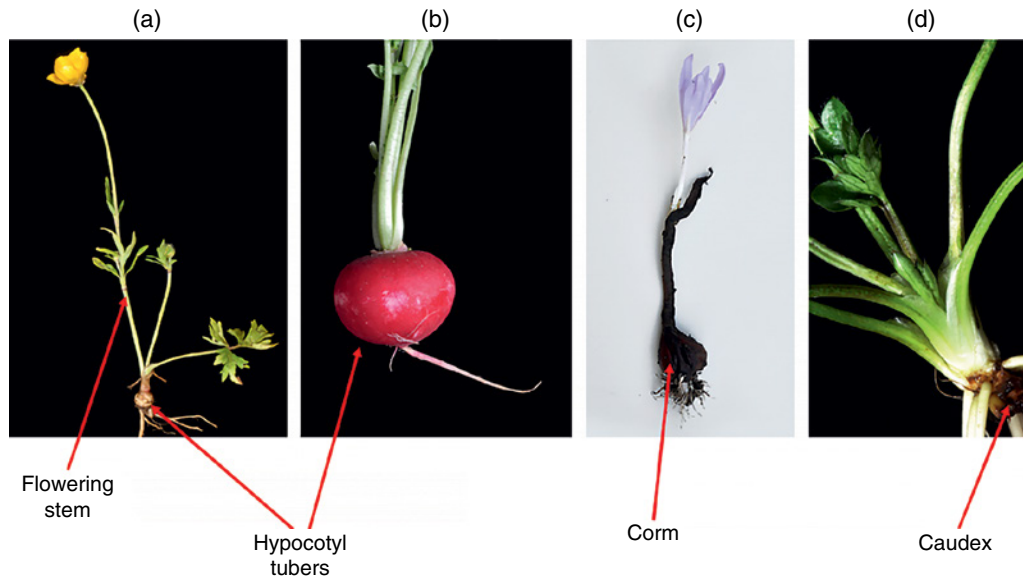 (a)
(b)
(c)
(d)
Flowering
stem
Hypocotyl
tubers
Corm
Caudex